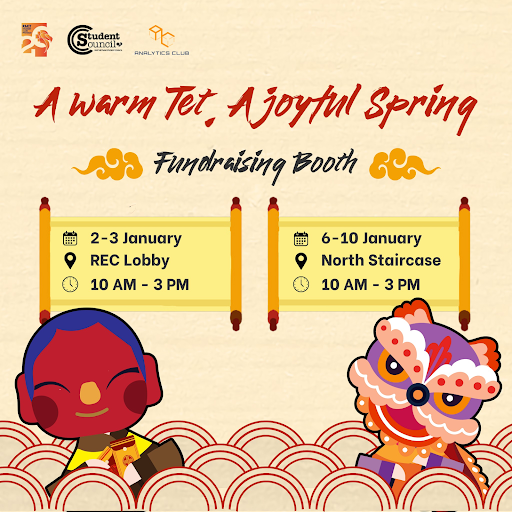 Student
Council
ANALYTICS CLUB
A warm Tet, A joyful Spring
Fundraising Booth
2-3 January
REC Lobby
10 AM - 3 PM
6-10 January
North Staircase
10 AM - 3 PM